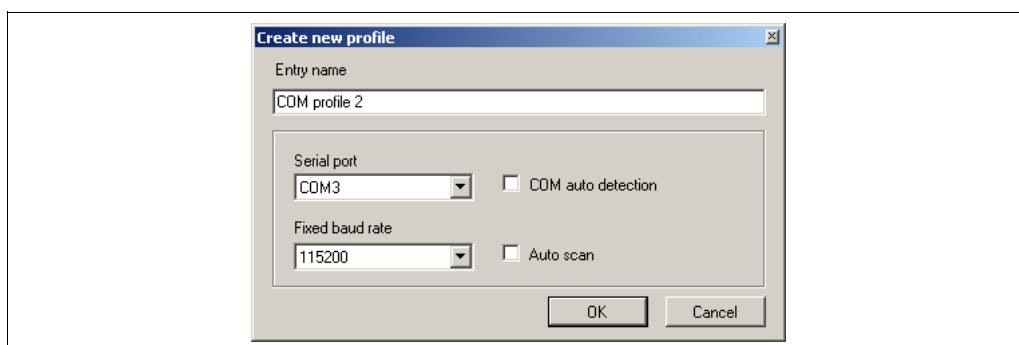 Create new profile
Entry name
COM profile 2
Serial port
COM3
COM auto detection
Fixed baud rate
115200
Auto scan
OK
Cancel